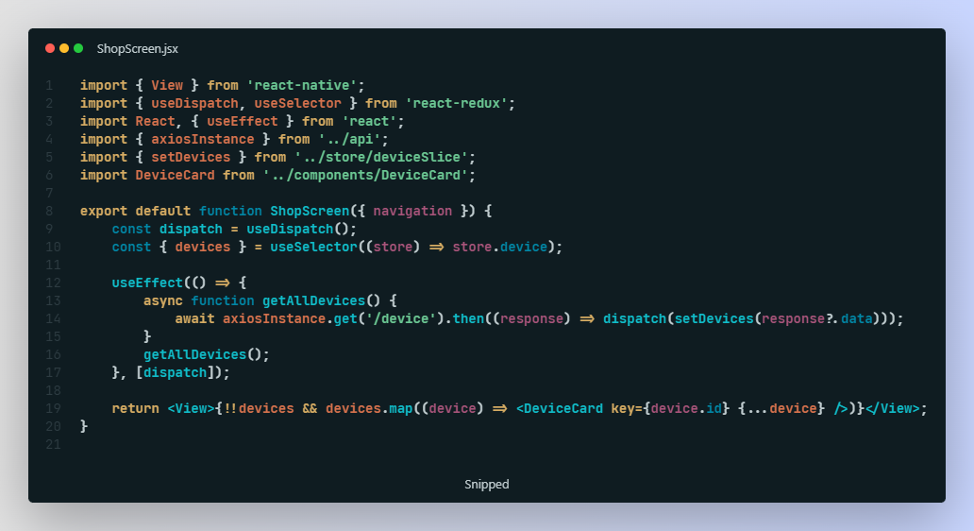 ShopScreen.jsx
1 import { View } from 'react-native';
2 import { useDispatch, useSelector } from 'react-redux';
3 import React, { useEffect } from 'react';
4 import { axiosInstance } from '../api';
5 import { setDevices } from '../store/deviceSlice';
6 import DeviceCard from '../components/DeviceCard';
7
8 export default function ShopScreen({ navigation }) {
9     const dispatch = useDispatch();
10     const { devices } = useSelector((store) => store.device);
11
12     useEffect(() => {
13         async function getAllDevices() {
14             await axiosInstance.get('/device').then((response) => dispatch(setDevices(response?.data)));
15         }
16         getAllDevices();
17     }, [dispatch]);
18
19     return <View>{!!devices && devices.map((device) => <DeviceCard key={device.id} {...device} />)}</View>;
20 }
21
Snipped